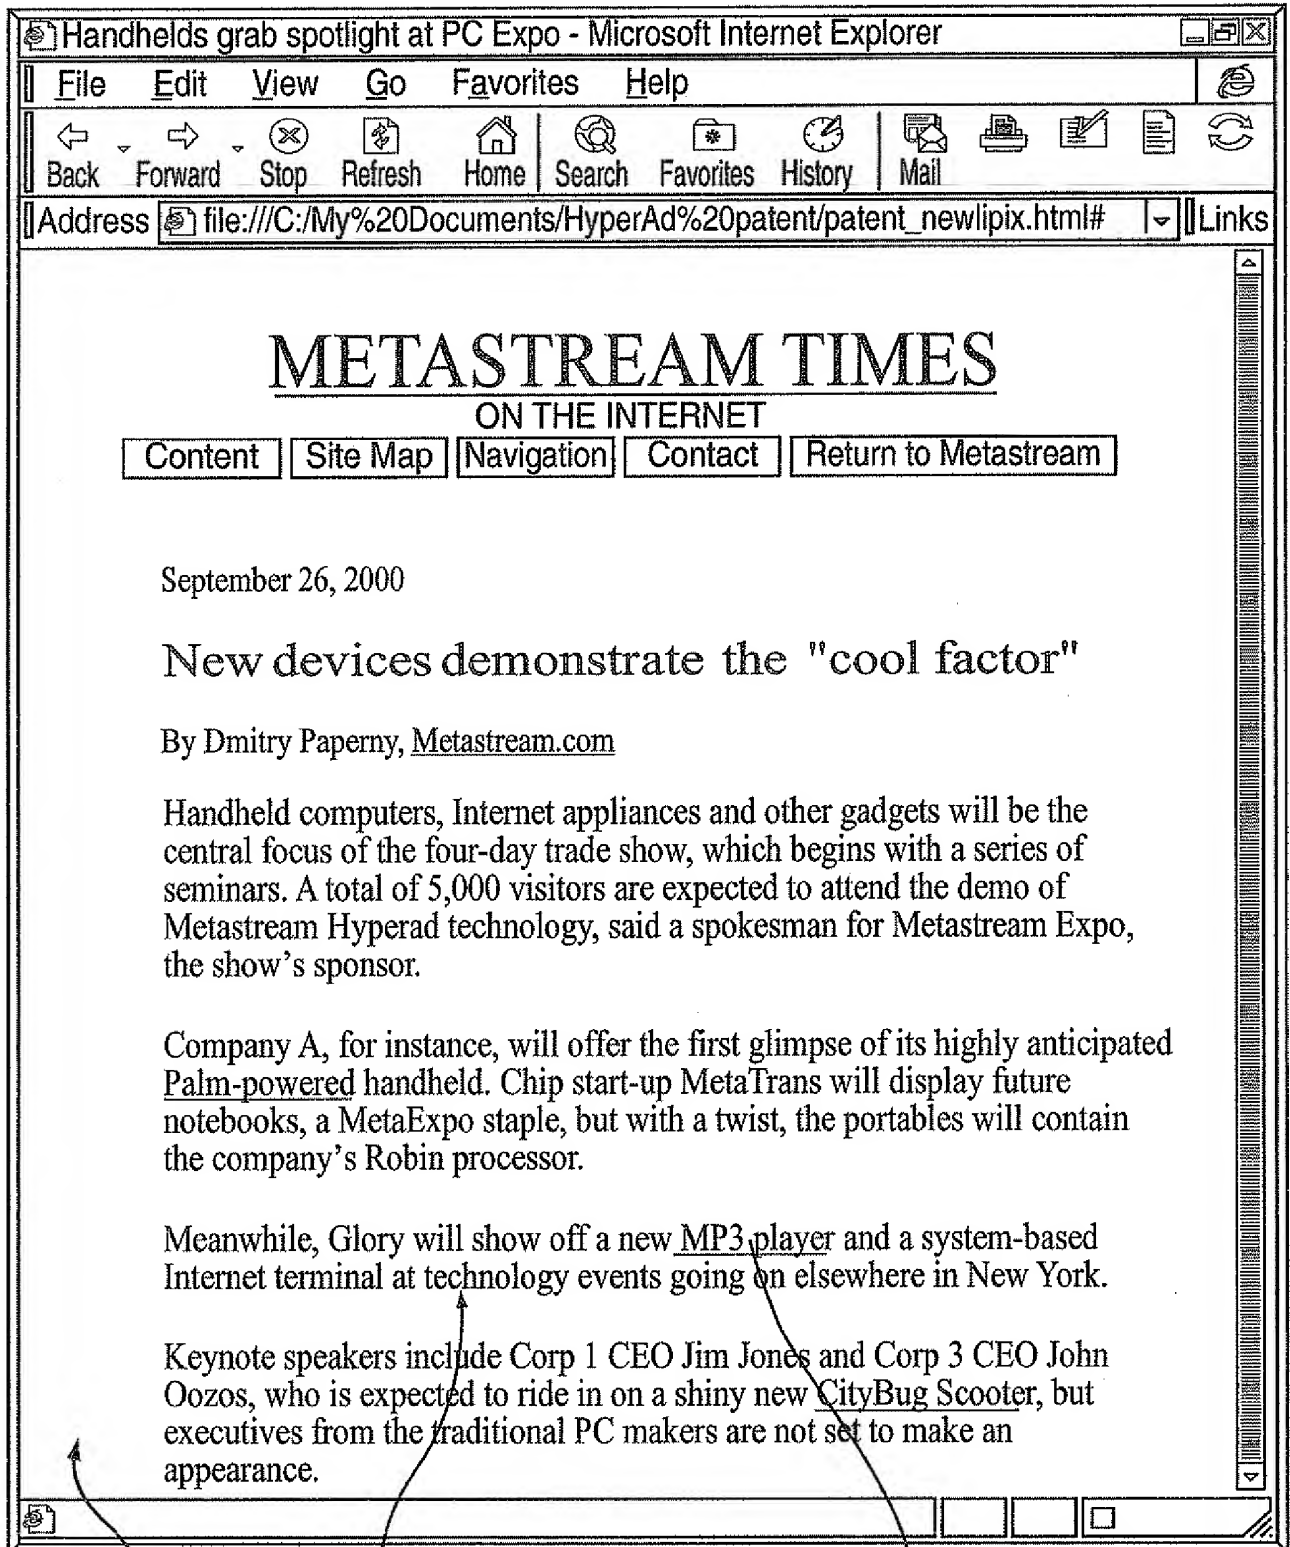 Handhelds grab spotlight at PC Expo - Microsoft Internet Explorer
File Edit View Go Favorites Help
Back Forward Stop Refresh Home Search Favorites History Mail
Address file:///C:/My%20Documents/HyperAd%20patent/patent_newlipix.html# Links
METASTREAM TIMES
ON THE INTERNET
Content Site Map Navigation Contact Return to Metastream
September 26, 2000
New devices demonstrate the "cool factor"
By Dmitry Paperny, Metastream.com
Handheld computers, Internet appliances and other gadgets will be the
central focus of the four-day trade show, which begins with a series of
seminars. A total of 5,000 visitors are expected to attend the demo of
Metastream Hyperad technology, said a spokesman for Metastream Expo,
the show's sponsor.
Company A, for instance, will offer the first glimpse of its highly anticipated
Palm-powered handheld. Chip start-up MetaTrans will display future
notebooks, a MetaExpo staple, but with a twist, the portables will contain
the company's Robin processor.
Meanwhile, Glory will show off a new MP3 player and a system-based
Internet terminal at technology events going on elsewhere in New York.
Keynote speakers include Corp 1 CEO Jim Jones and Corp 3 CEO John
Oozos, who is expected to ride in on a shiny new CityBug Scooter, but
executives from the traditional PC makers are not set to make an
appearance.